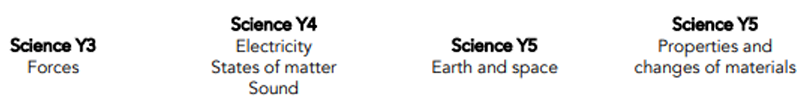 Science Y3
Forces
Science Y4
Electricity
States of matter
Sound
Science Y5
Earth and space
Science Y5
Properties and
changes of materials